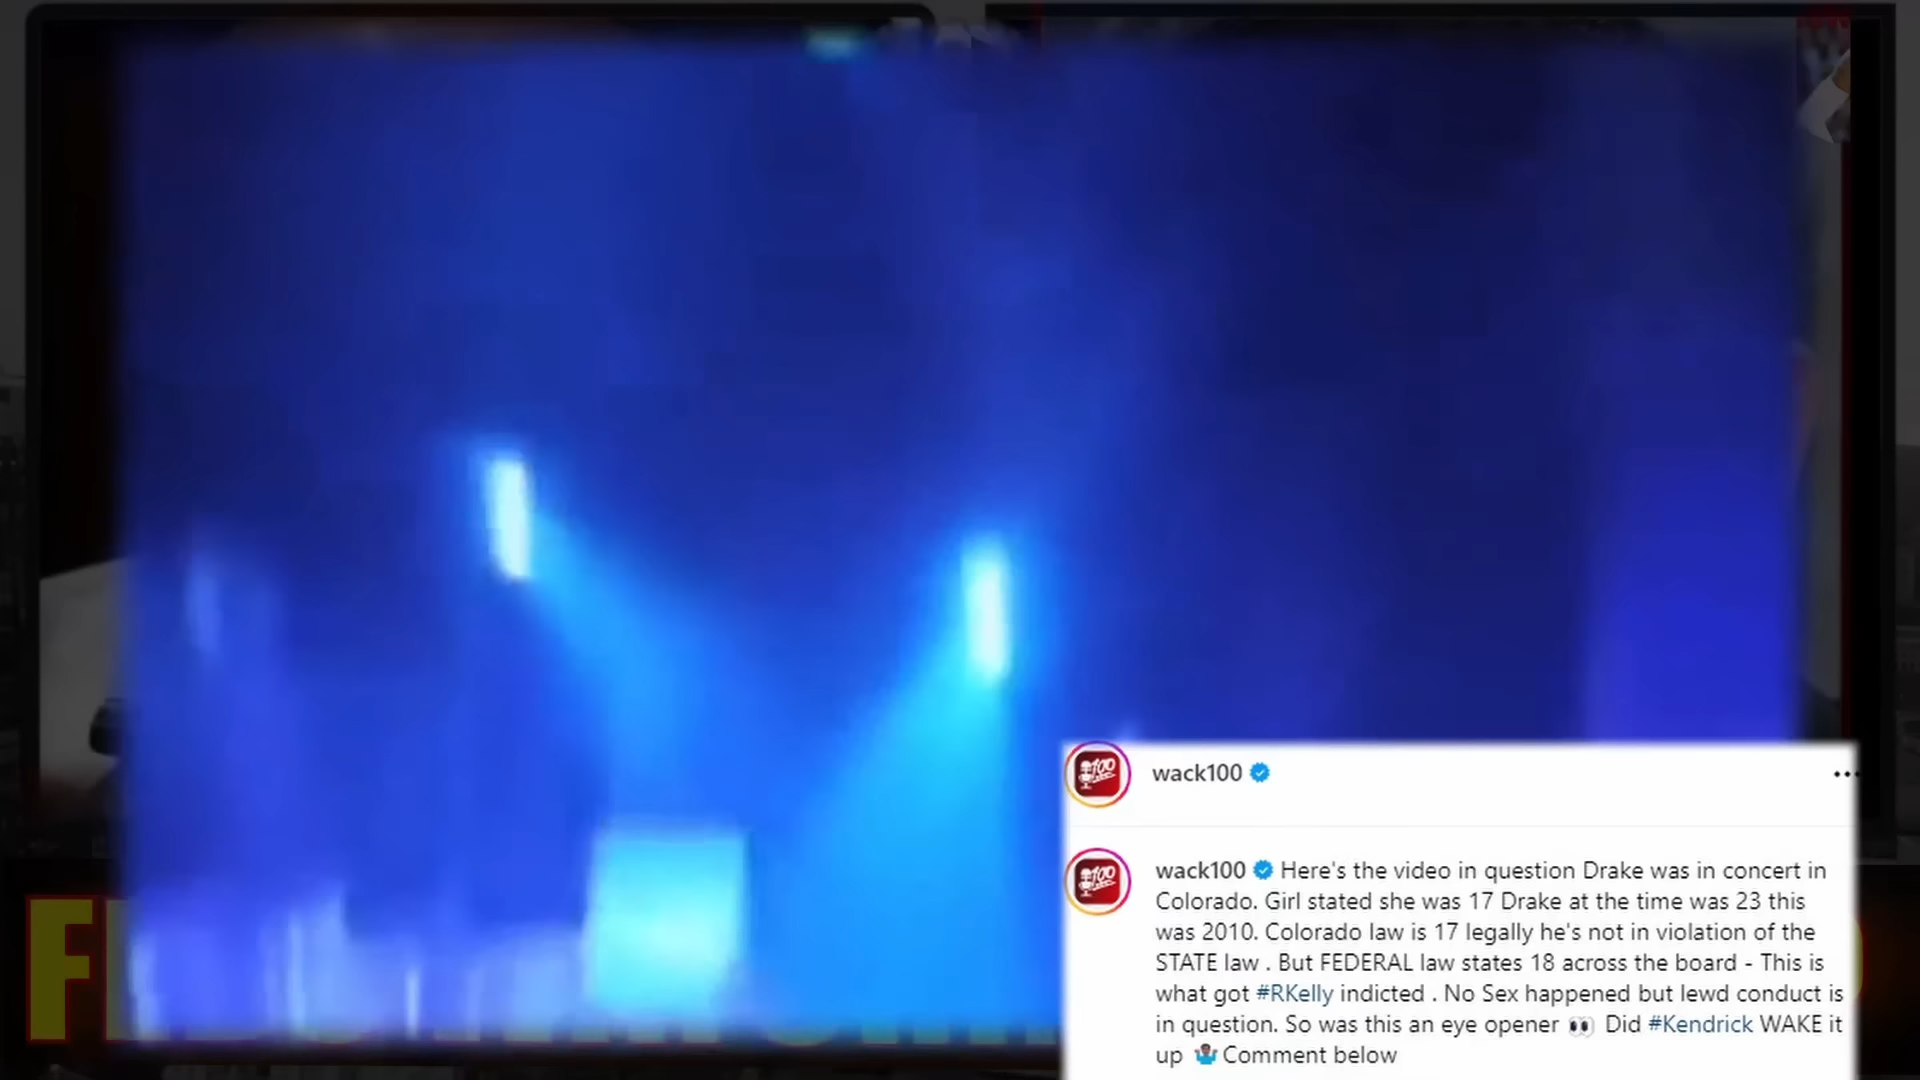 wack100
wack100 Here's the video in question Drake was in concert in
Colorado. Girl stated she was 17 Drake at the time was 23 this
was 2010. Colorado law is 17 legally he's not in violation of the
STATE law . But FEDERAL law states 18 across the board - This is
what got #RKelly indicted . No Sex happened but lewd conduct is
in question. So was this an eye opener 👀 Did #Kendrick WAKE it
up 🤷🏾‍♂️ Comment below